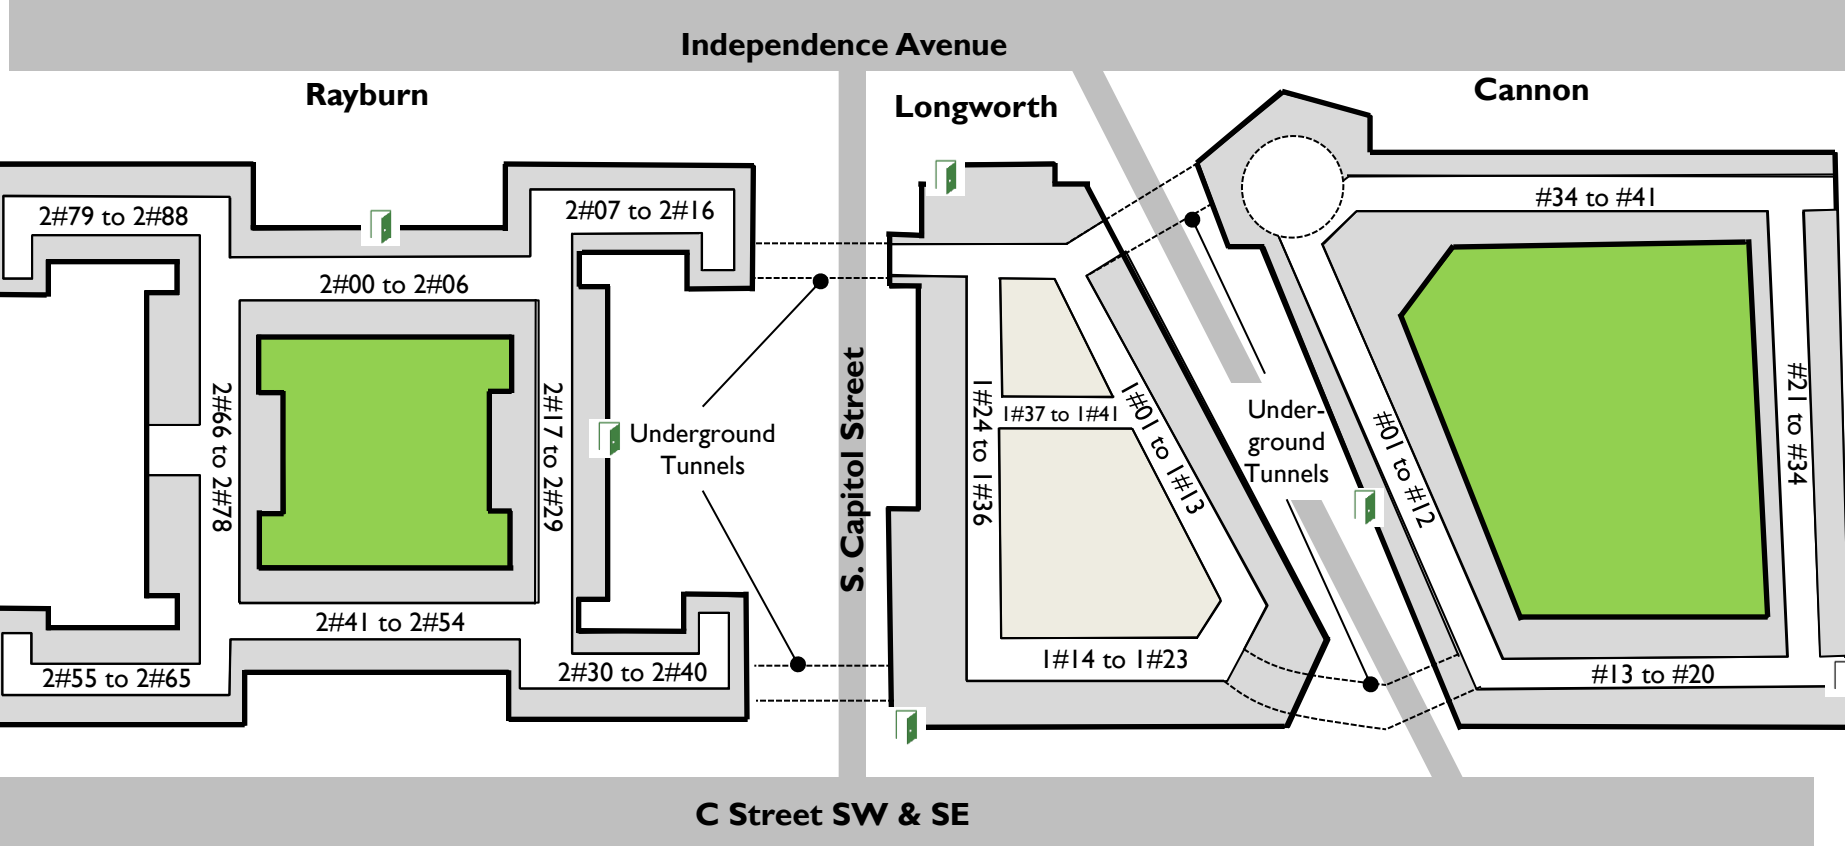 Independence Avenue
Rayburn
Longworth
Cannon
2#79 to 2#88
2#07 to 2#16
#34 to #41
2#00 to 2#06
2#66 to 2#78
2#17 to 2#29
Underground
Tunnels
S. Capitol Street
1#24 to 1#36
1#37 to 1#41
1#01 to 1#13
Under-
ground
Tunnels
#01 to #12
#21 to #34
2#41 to 2#54
2#55 to 2#65
2#30 to 2#40
1#14 to 1#23
#13 to #20
C Street SW & SE